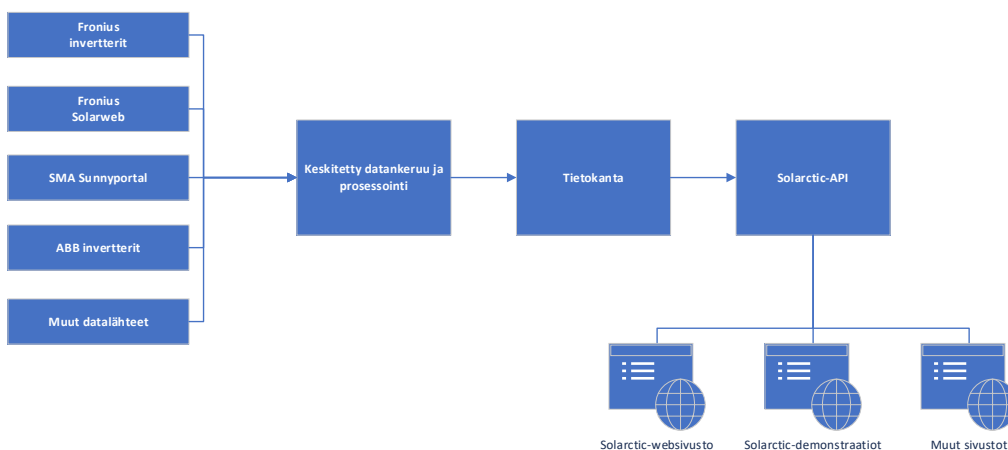 Fronius
invertterit
Fronius
Solarweb
SMA Sunnyportal
ABB invertterit
Muut datalähteet
Keskitetty datankeruu ja
prosessointi
Tietokanta
Solarctic-API
Solarctic-websivusto
Solarctic-demonstraatiot
Muut sivustot